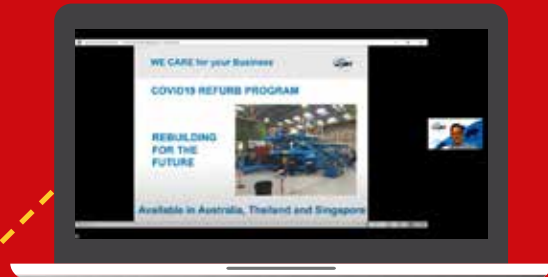 WE CARE for your Business
COVID19 REFURB PROGRAM
REBUILDING
FOR THE
FUTURE
Available in Australia, Thailand and Singapore